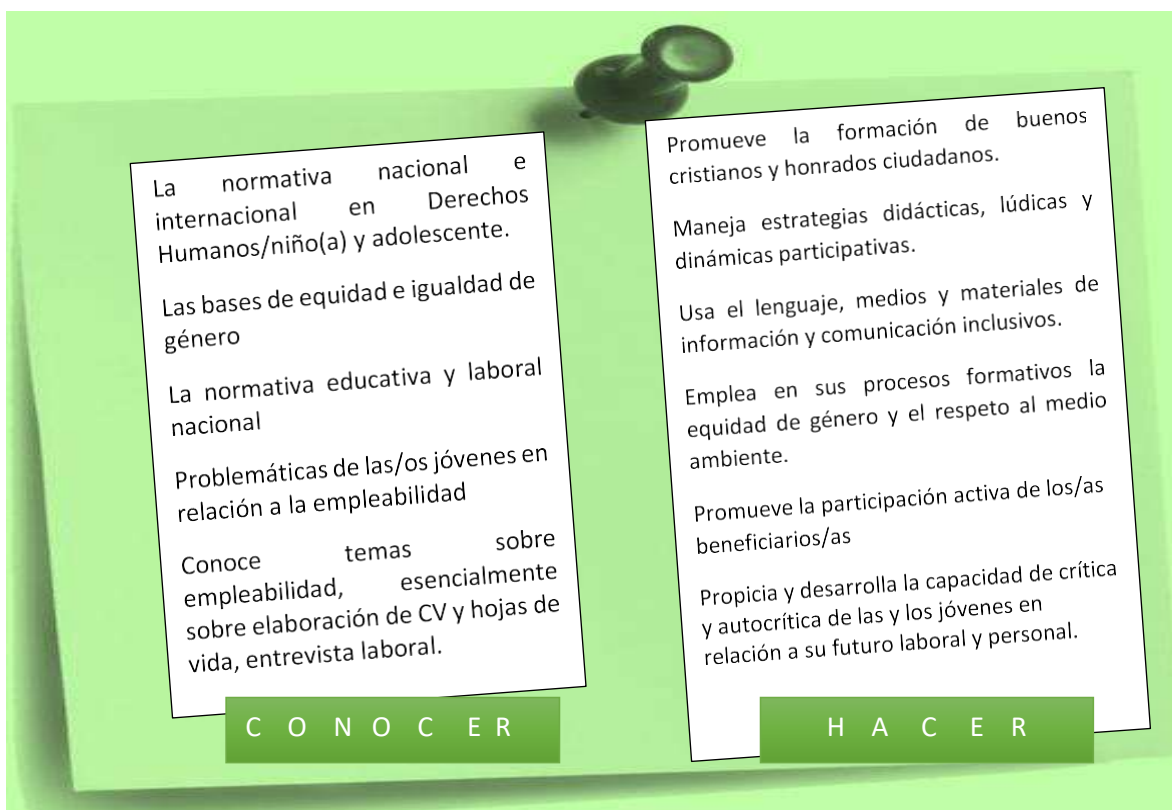 La normativa nacional e
internacional en Derechos
Humanos/niño(a) y adolescente.
Las bases de equidad e igualdad de
género
La normativa educativa y laboral
nacional
Problemáticas de las/os jóvenes en
relación a la empleabilidad
Conoce temas sobre
empleabilidad, esencialmente
sobre elaboración de CV y hojas de
vida, entrevista laboral.
CONOCER
Promueve la formación de buenos
cristianos y honrados ciudadanos.
Maneja estrategias didácticas, lúdicas y
dinámicas participativas.
Usa el lenguaje, medios y materiales de
información y comunicación inclusivos.
Emplea en sus procesos formativos la
equidad de género y el respeto al medio
ambiente.
Promueve la participación activa de los/as
beneficiarios/as
Propicia y desarrolla la capacidad de crítica
y autocrítica de las y los jóvenes en
relación a su futuro laboral y personal.
HACER